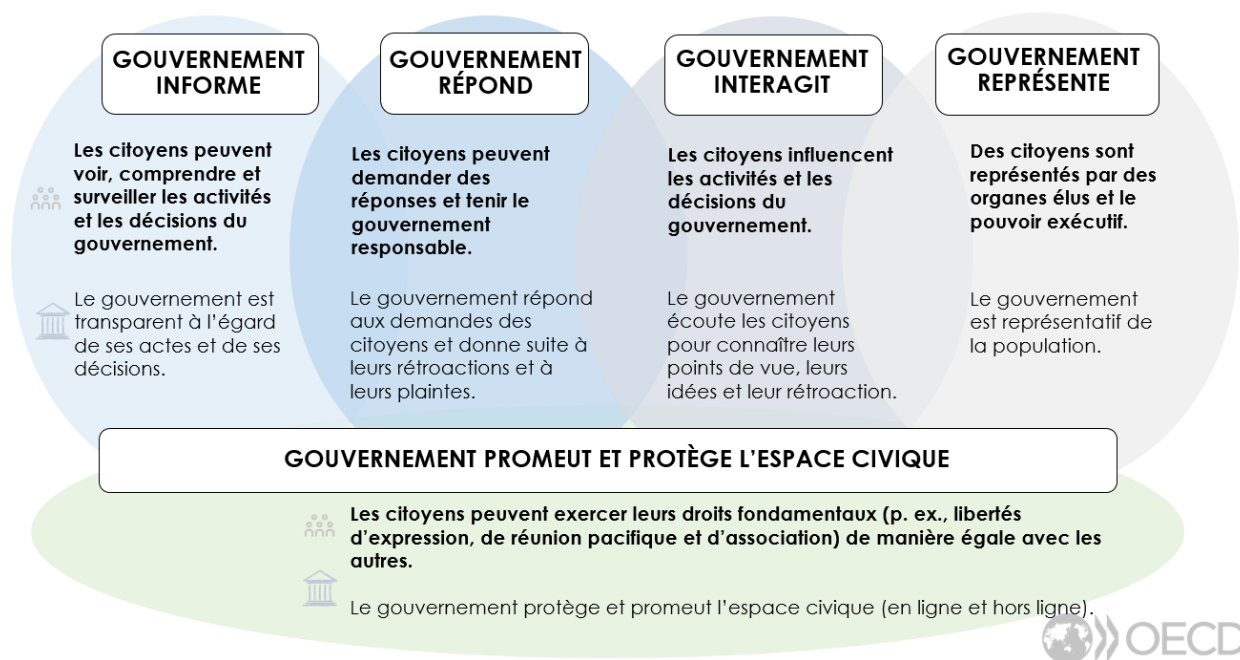 GOUVERNEMENT
INFORME
GOUVERNEMENT
RÉPOND
GOUVERNEMENT
INTERAGIT
GOUVERNEMENT
REPRÉSENTE
Les citoyens peuvent
voir, comprendre et
surveiller les activités
et les décisions du
gouvernement.
Le gouvernement est
transparent à l’égard
de ses actes et de ses
décisions.
Les citoyens peuvent
demander des
réponses et tenir le
gouvernement
responsable.
Le gouvernement répond
aux demandes des
citoyens et donne suite à
leurs rétroactions et à
leurs plaintes.
Les citoyens influencent
les activités et les
décisions du
gouvernement.
Le gouvernement
écoute les citoyens
pour connaître leurs
points de vue, leurs
idées et leur rétroaction.
Des citoyens sont
représentés par des
organes élus et le
pouvoir exécutif.
Le gouvernement
est représentatif de
la population.
GOUVERNEMENT PROMEUT ET PROTÈGE L’ESPACE CIVIQUE
Les citoyens peuvent exercer leurs droits fondamentaux (p. ex., libertés
d’expression, de réunion pacifique et d’association) de manière égale avec les
autres.
Le gouvernement protège et promeut l’espace civique (en ligne et hors ligne).
OECD